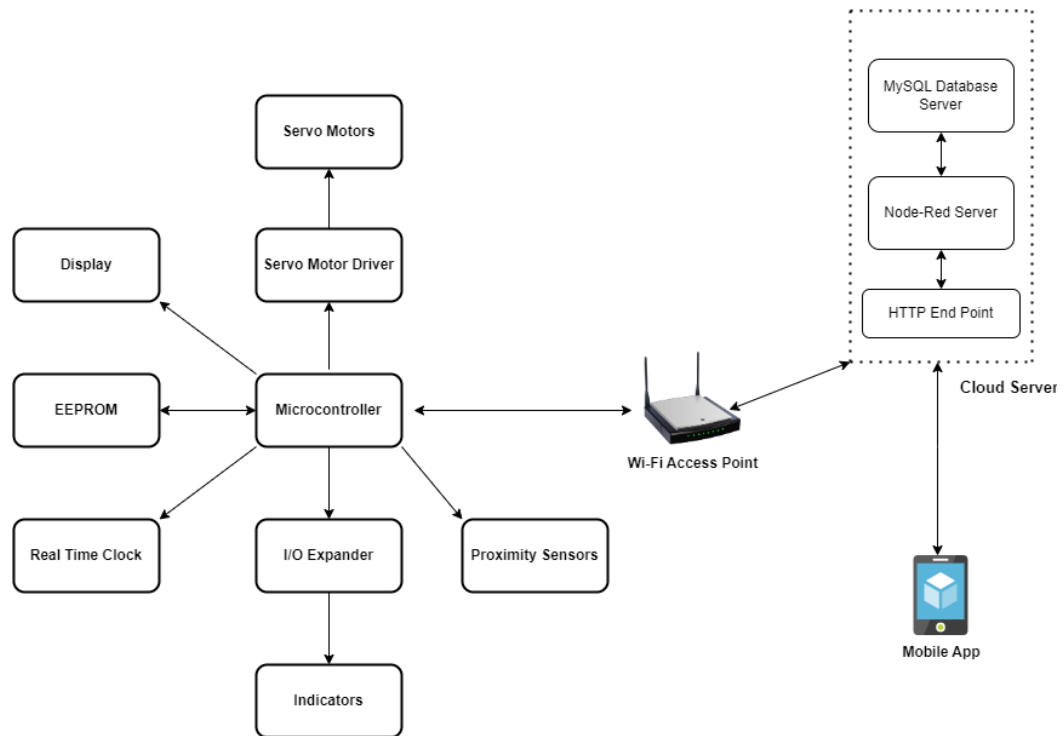 MySQL Database
Server
Servo Motors
Node-Red Server
Display
Servo Motor Driver
HTTP End Point
Cloud Server
EEPROM
Microcontroller
Wi-Fi Access Point
Real Time Clock
I/O Expander
Proximity Sensors
Mobile App
Indicators